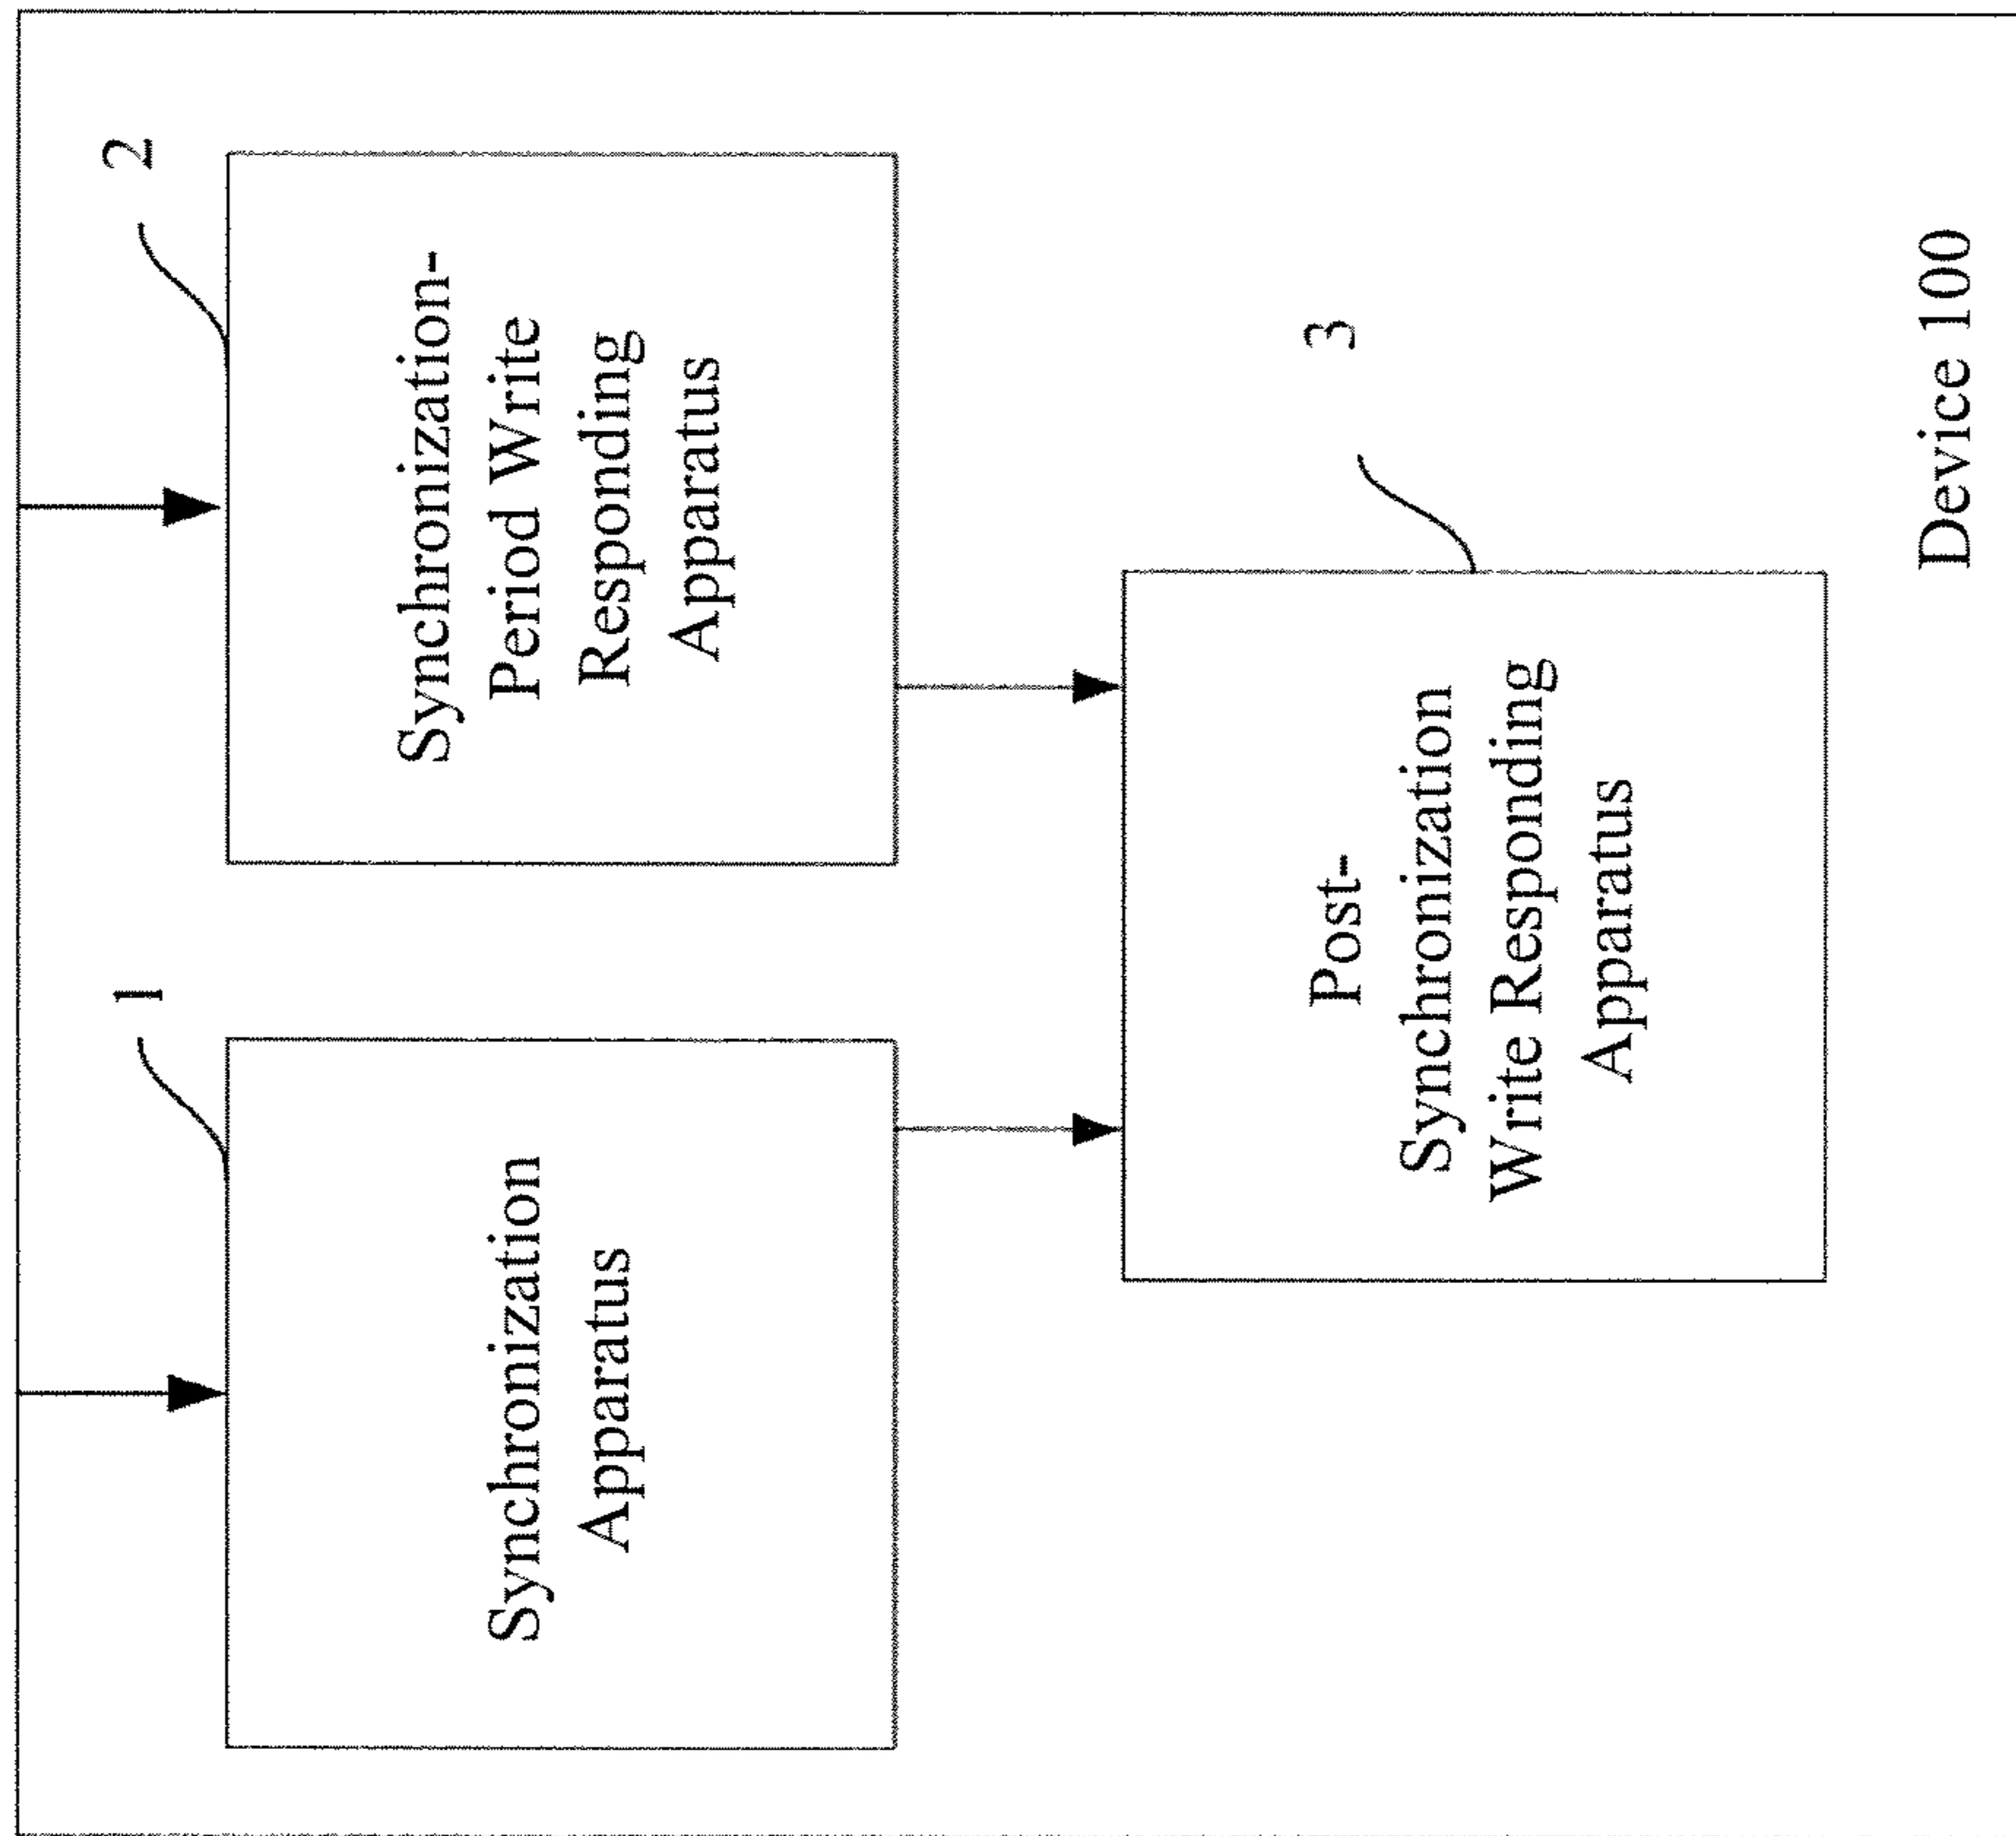 1
Synchronization
Apparatus
2
Synchronization-
Period Write
Responding
Apparatus
3
Post-
Synchronization
Write Responding
Apparatus
Device 100